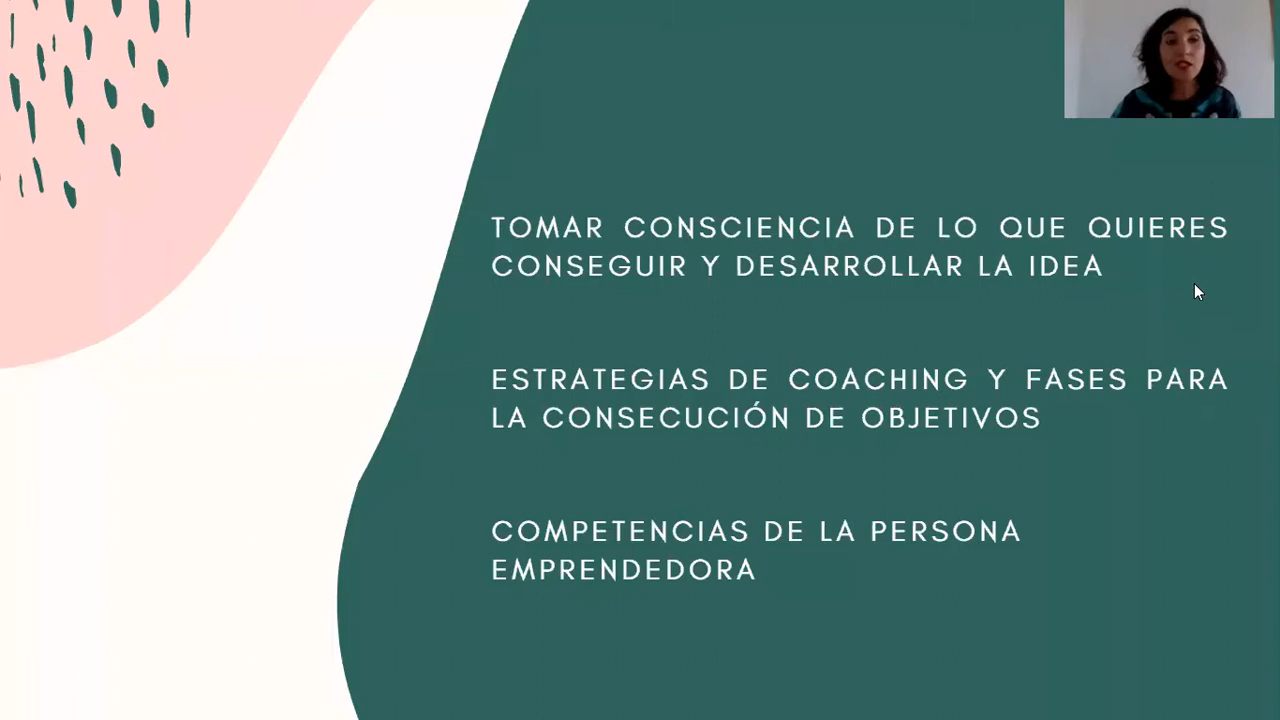 TOMAR CONSCIENCIA DE LO QUE QUIERES
CONSEGUIR Y DESARROLLAR LA IDEA
ESTRATEGIAS DE COACHING Y FASES PARA
LA CONSECUCIÓN DE OBJETIVOS
COMPETENCIAS DE LA PERSONA
EMPRENDEDORA